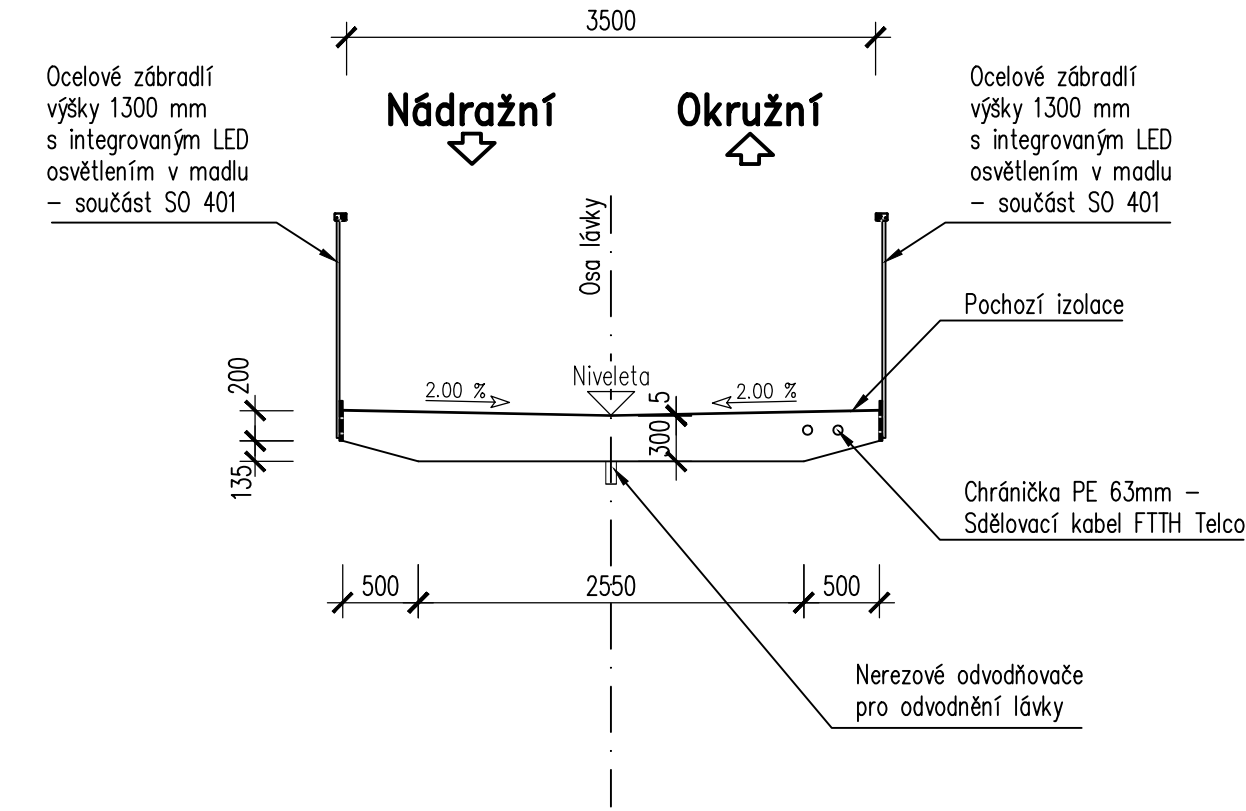 3500
Ocelové zábradlí
výšky 1300 mm
s integrovaným LED
osvětlením v madlu
– součást SO 401
Nádražní
Okružní
Ocelové zábradlí
výšky 1300 mm
s integrovaným LED
osvětlením v madlu
– součást SO 401
Osa lávky
Pochozí izolace
Niveleta
2.00 %
2.00 %
5
200
300
135
Chránička PE 63mm –
Sdělovací kabel FTTH Telco
500
2550
500
Nerezové odvodňovače
pro odvodnění lávky